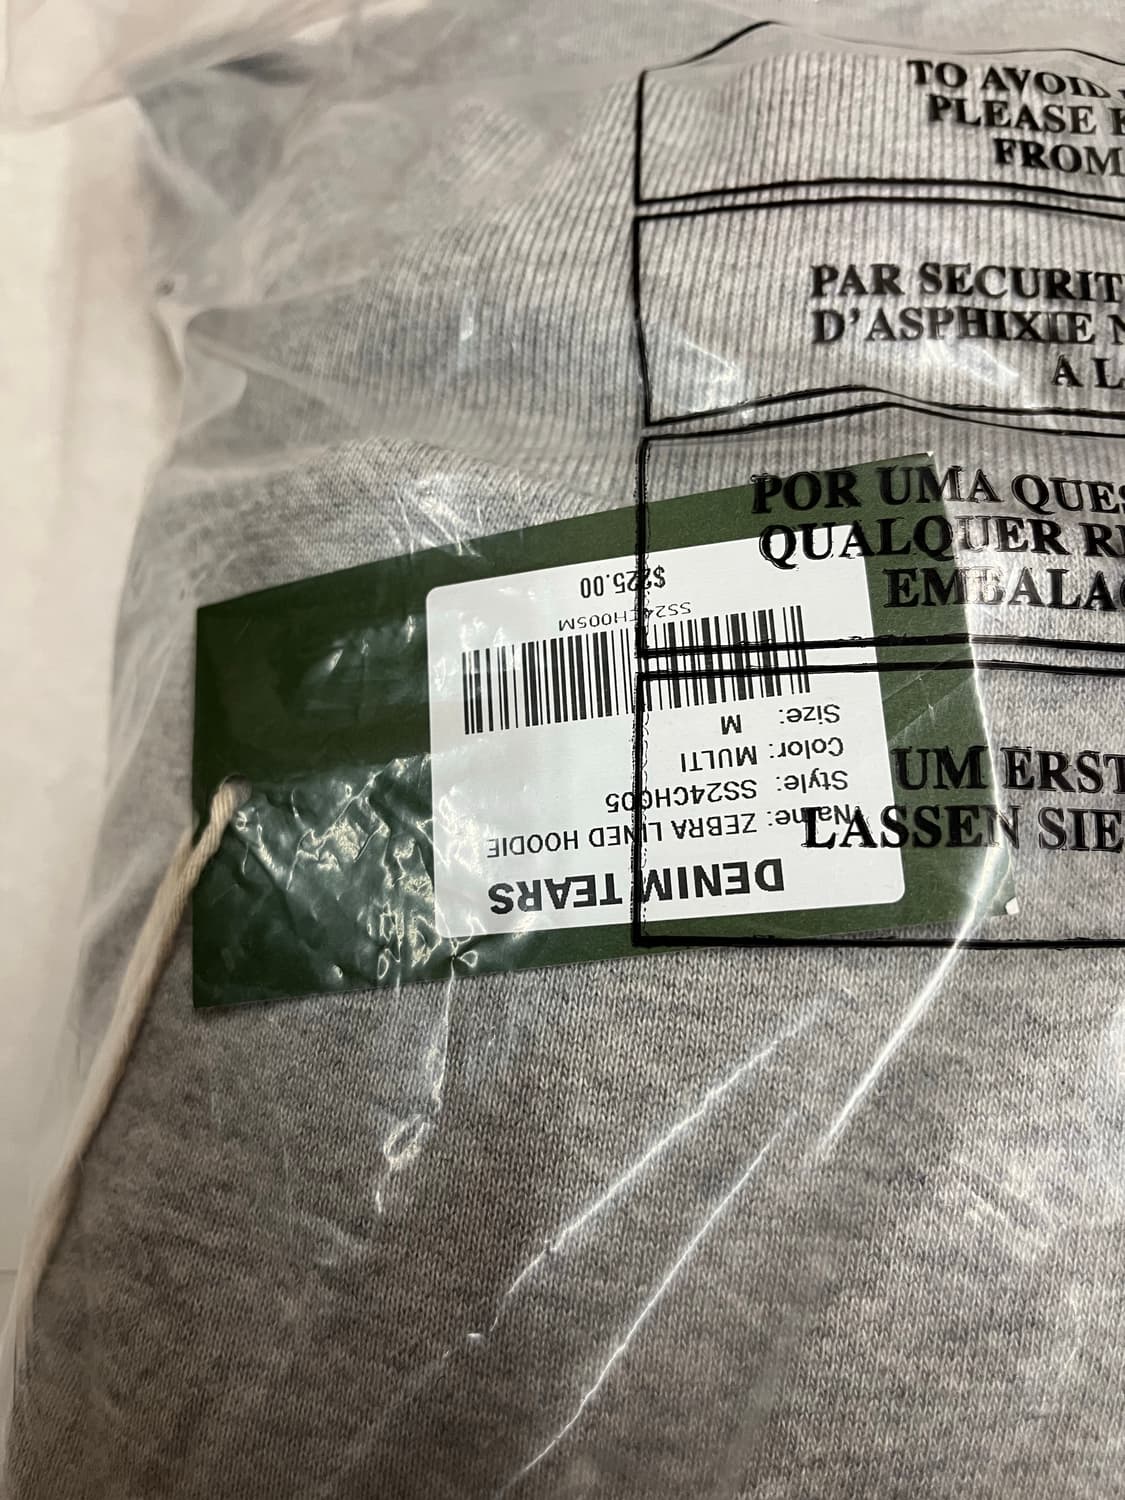 TO AVOID
PLEASE
FROM
PAR SECURIT
D'ASPHIXIE
A L
POR UMA QUES
QUALQUER
EMBALA
UM ERST
LASSEN SIE
DENIM TEARS
Name: ZEBRA LINED HOODIE
Style: SS24CH005
Color: MULTI
Size: M
SS24CH005M
$225.00